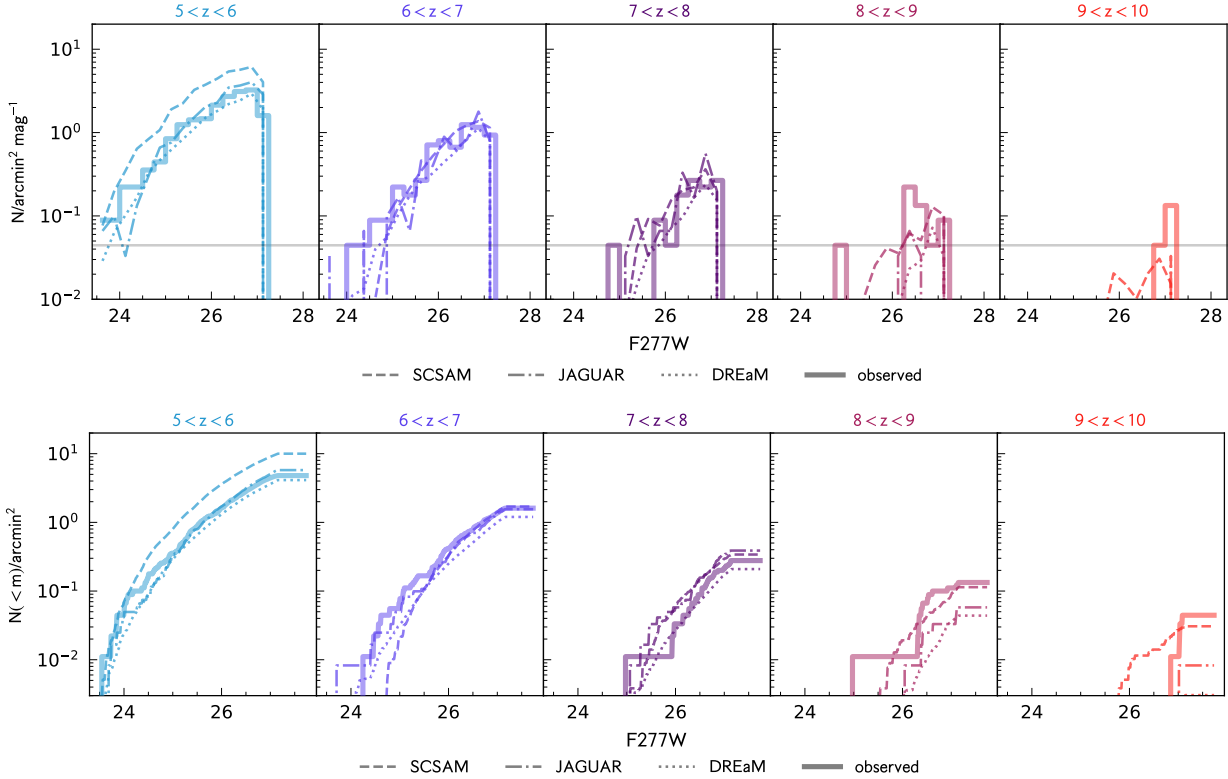 5 < z < 6 6 < z < 7 7 < z < 8 8 < z < 9 9 < z < 10
10¹
10⁰
10⁻¹
10⁻²
N/arcmin² mag⁻¹
24 26 28 24 26 28 24 26 28 24 26 28 24 26 28
F277W
SCSAM JAGUAR DREaM observed
5 < z < 6 6 < z < 7 7 < z < 8 8 < z < 9 9 < z < 10
10¹
10⁰
10⁻¹
10⁻²
N( < m)/arcmin²
24 26 24 26 24 26 24 26 24 26
F277W
SCSAM JAGUAR DREaM observed